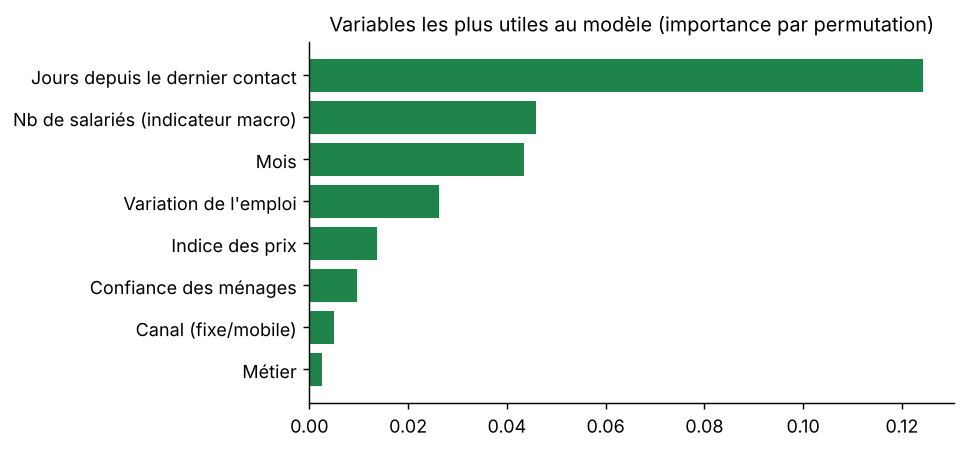 Variables les plus utiles au modèle (importance par permutation)
Jours depuis le dernier contact
Nb de salariés (indicateur macro)
Mois
Variation de l'emploi
Indice des prix
Confiance des ménages
Canal (fixe/mobile)
Métier
0.00 0.02 0.04 0.06 0.08 0.10 0.12